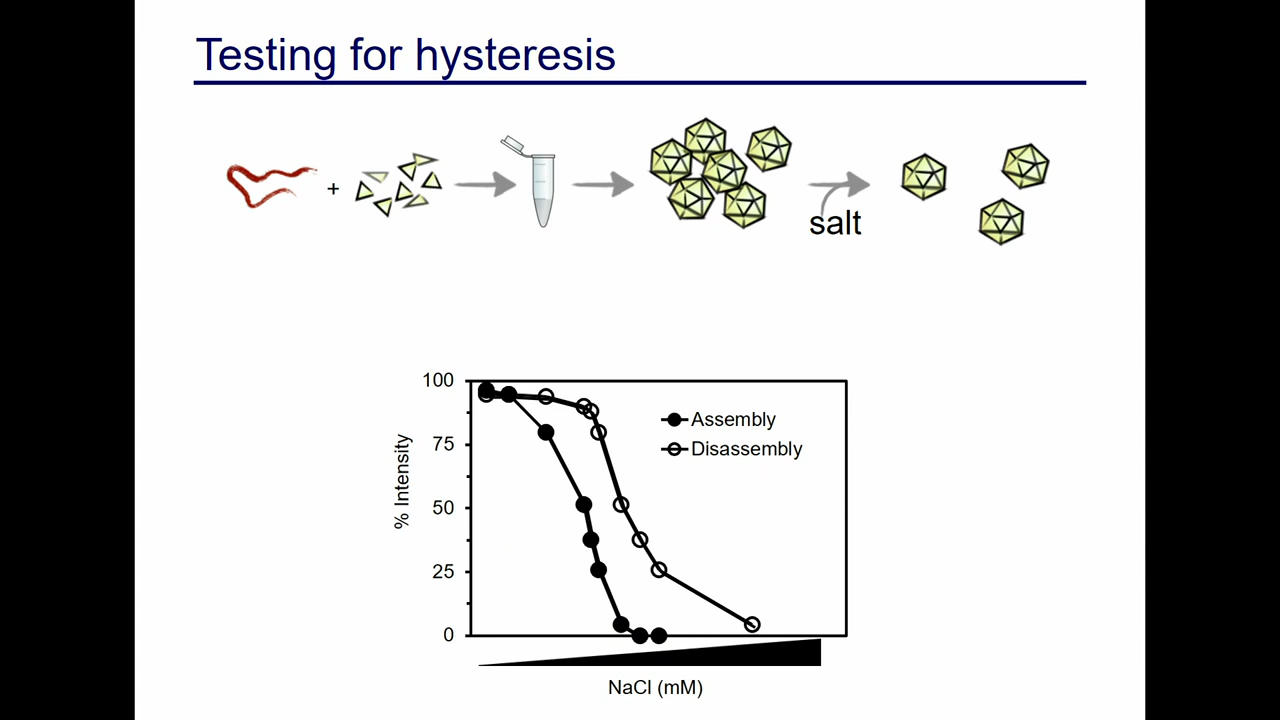 Testing for hysteresis
+
salt
100
75
50
25
0
% Intensity
Assembly
Disassembly
NaCl (mM)